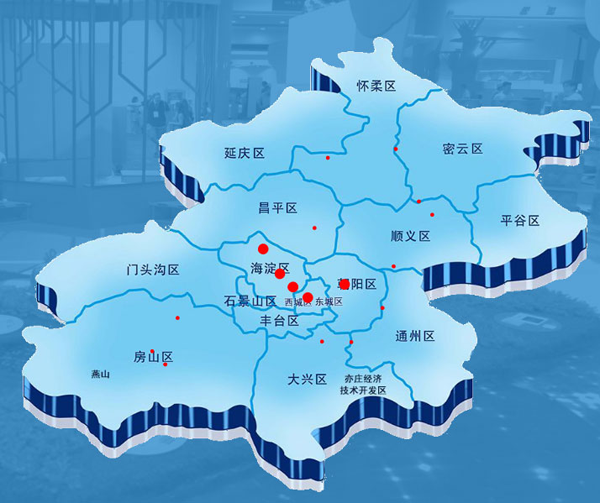 怀柔区
延庆区
密云区
昌平区
平谷区
顺义区
门头沟区
海淀区
朝阳区
石景山区
西城区
东城区
丰台区
通州区
房山区
燕山
大兴区
亦庄经济
技术开发区